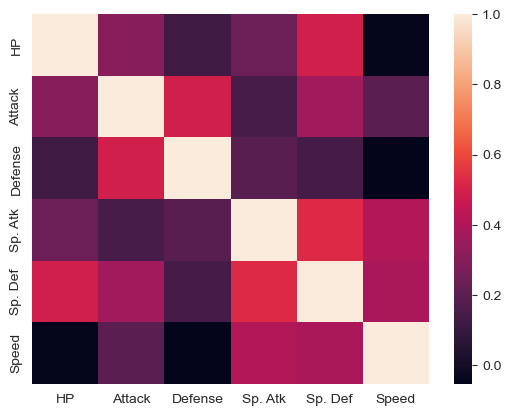 HP
Attack
Defense
Sp. Atk
Sp. Def
Speed
HP Attack Defense Sp. Atk Sp. Def Speed
1.0
0.8
0.6
0.4
0.2
0.0